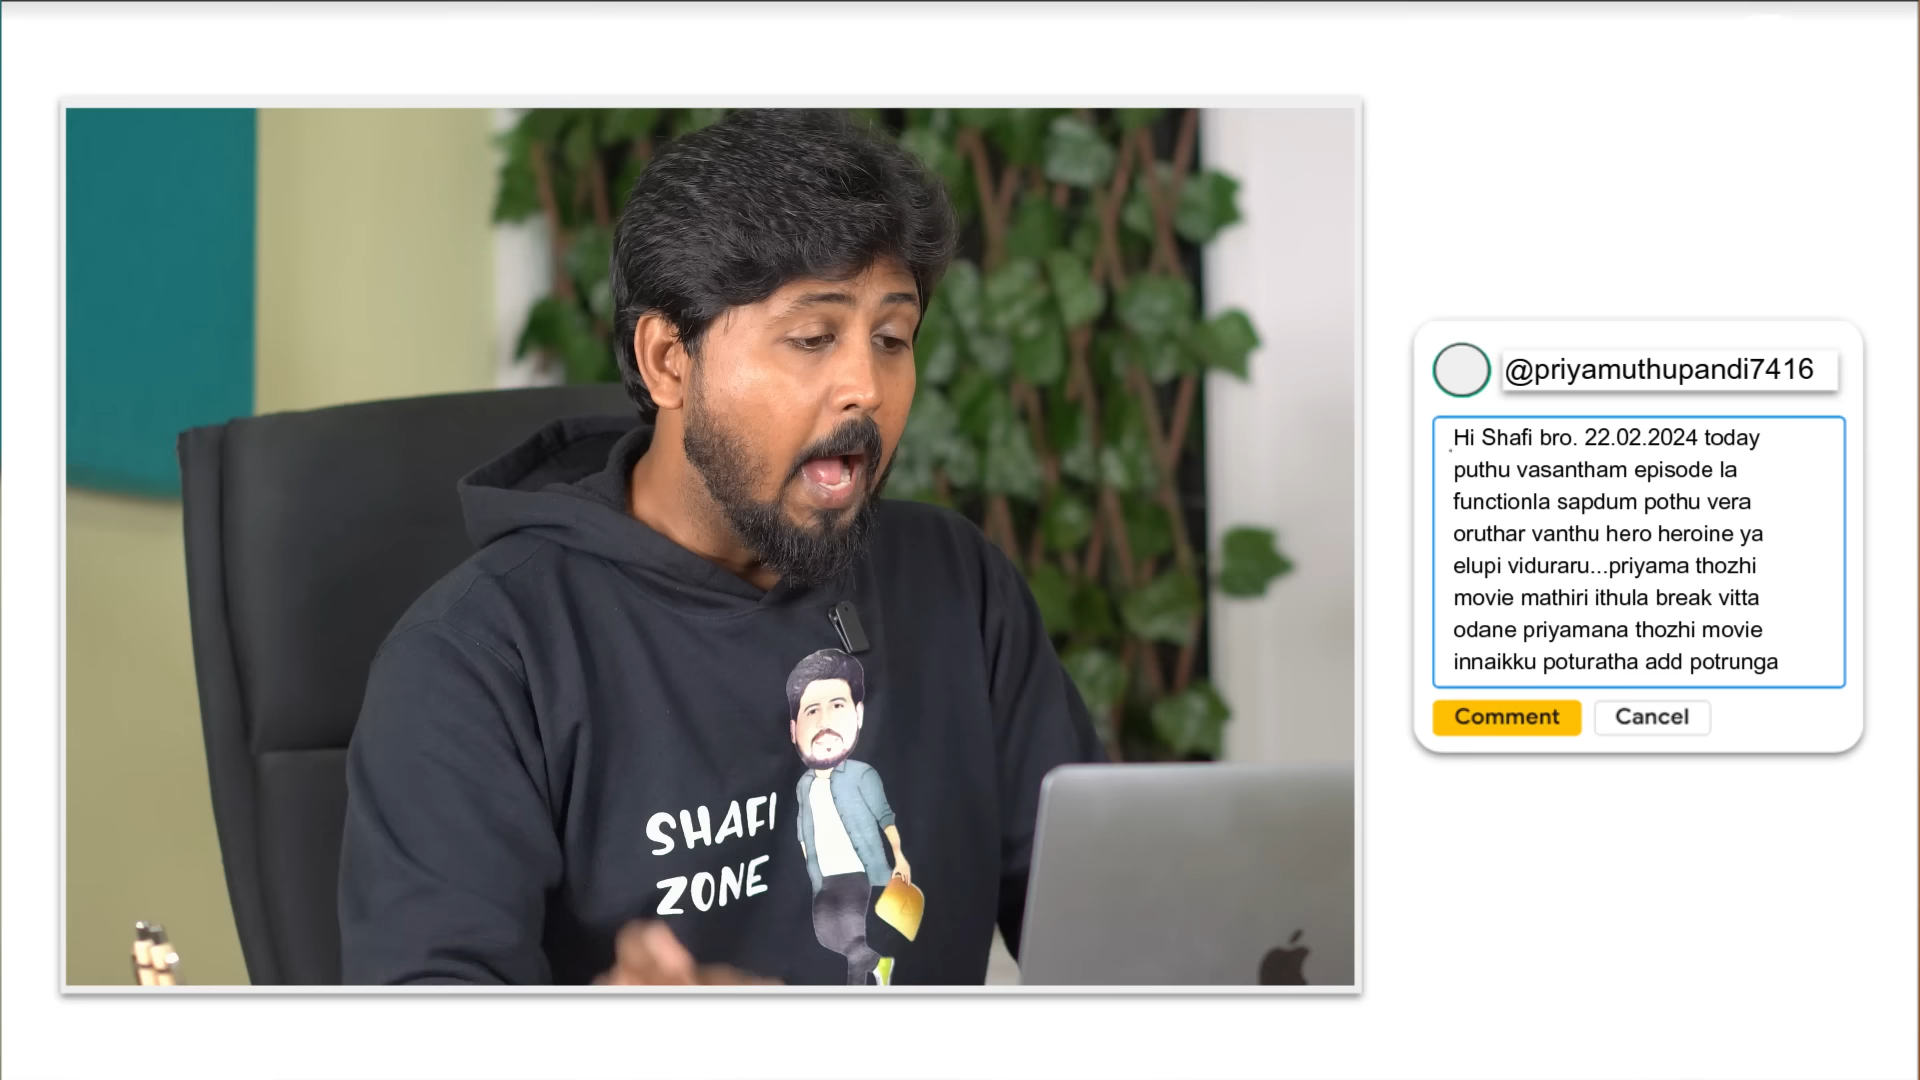 @priyamuthupandi7416
Hi Shafi bro. 22.02.2024 today
puthu vasantham episode la
functionla sapdum pothu vera
oruthar vanthu hero heroine ya
elupi viduraru...priyama thozhi
movie mathiri ithula break vitta
odane priyamana thozhi movie
innaikku poturatha add potrunga
Comment Cancel
SHAFI
ZONE